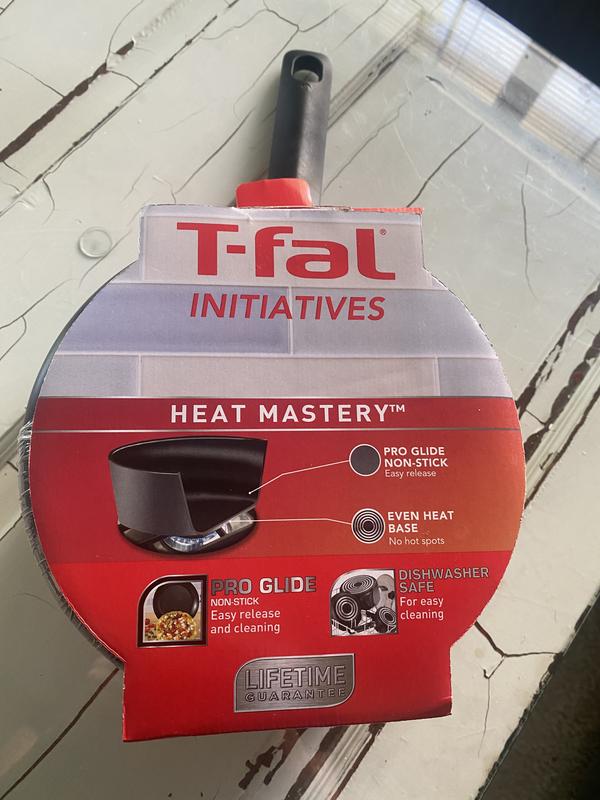 T-fal®
INITIATIVES
HEAT MASTERY™
PRO GLIDE
NON-STICK
Easy release
EVEN HEAT
BASE
No hot spots
PRO GLIDE
NON-STICK
Easy release
and cleaning
DISHWASHER
SAFE
For easy
cleaning
LIFETIME
GUARANTEE